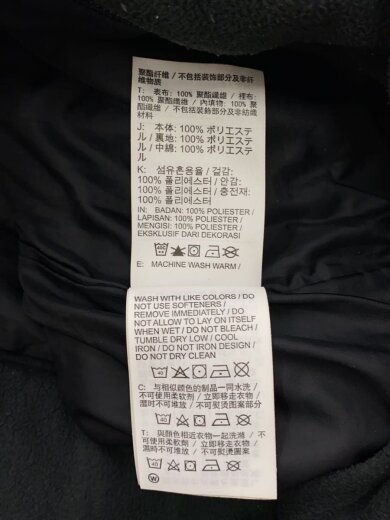 聚酯纤维 / 不包括装饰部分及非纤
维物质
T: 表布: 100% 聚酯纖維 / 裡布:
100% 聚酯纖維 / 內填物: 100% 聚
酯纖維 / 不包括裝飾部分及非紡織
材料
J: 本体: 100% ポリエステ
ル / 裏地: 100% ポリエステ
ル / 中綿: 100% ポリエステ
ル
K: 섬유혼용율 / 겉감:
100% 폴리에스터 / 안감:
100% 폴리에스터 / 충전재:
100% 폴리에스터
IN: BADAN: 100% POLIESTER /
LAPISAN: 100% POLIESTER /
MENGISI: 100% POLIESTER /
EKSKLUSIF DARI DEKORASI
E: MACHINE WASH WARM /
WASH WITH LIKE COLORS / DO
NOT USE SOFTENERS /
REMOVE IMMEDIATELY / DO
NOT ALLOW TO LAY ON ITSELF
WHEN WET / DO NOT BLEACH /
TUMBLE DRY LOW / COOL
IRON / DO NOT IRON DESIGN /
DO NOT DRY CLEAN
40
C: 与相似颜色的制品一同水洗 /
不可使用柔软剂 / 立即移走衣物 /
湿时不可堆放 / 不可熨烫图案部分
40
T: 與顏色相近衣物一起洗滌 / 不
可使用柔軟劑 / 立即移走衣物 /
濕時不可堆放 / 不可熨燙圖案
40
W